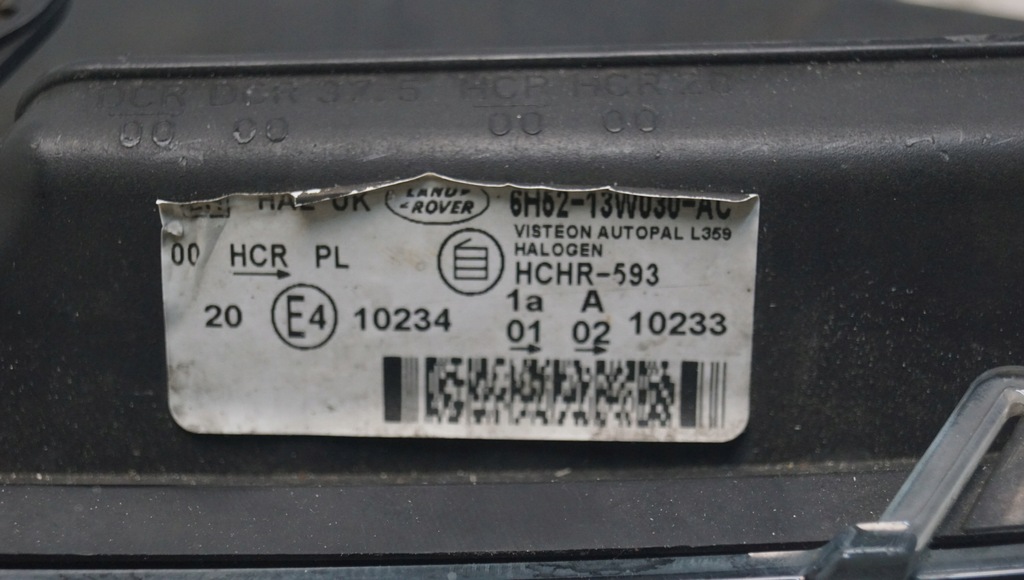 DCR DCR 37.5 HCR HCR 20
00 00 00 00
HAL UK LAND ROVER 6H52-13W030-AC
VISTEON AUTOPAL L359
00 HCR PL HALOGEN
HCHR-593
1a A
20 E4 10234 01 02 10233